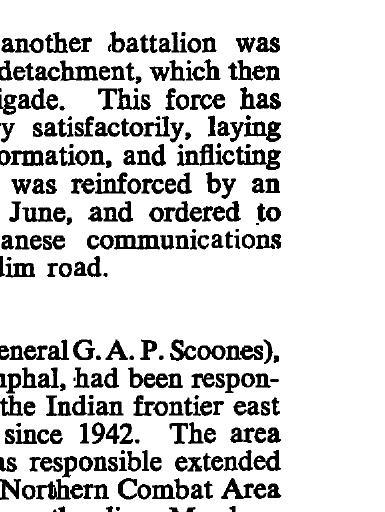 another battalion was
detachment, which then
igade. This force has
y satisfactorily, laying
ormation, and inflicting
was reinforced by an
June, and ordered to
anese communications
lim road.
eneral G. A. P. Scoones),
phal, had been respon-
the Indian frontier east
since 1942. The area
as responsible extended
Northern Combat Area